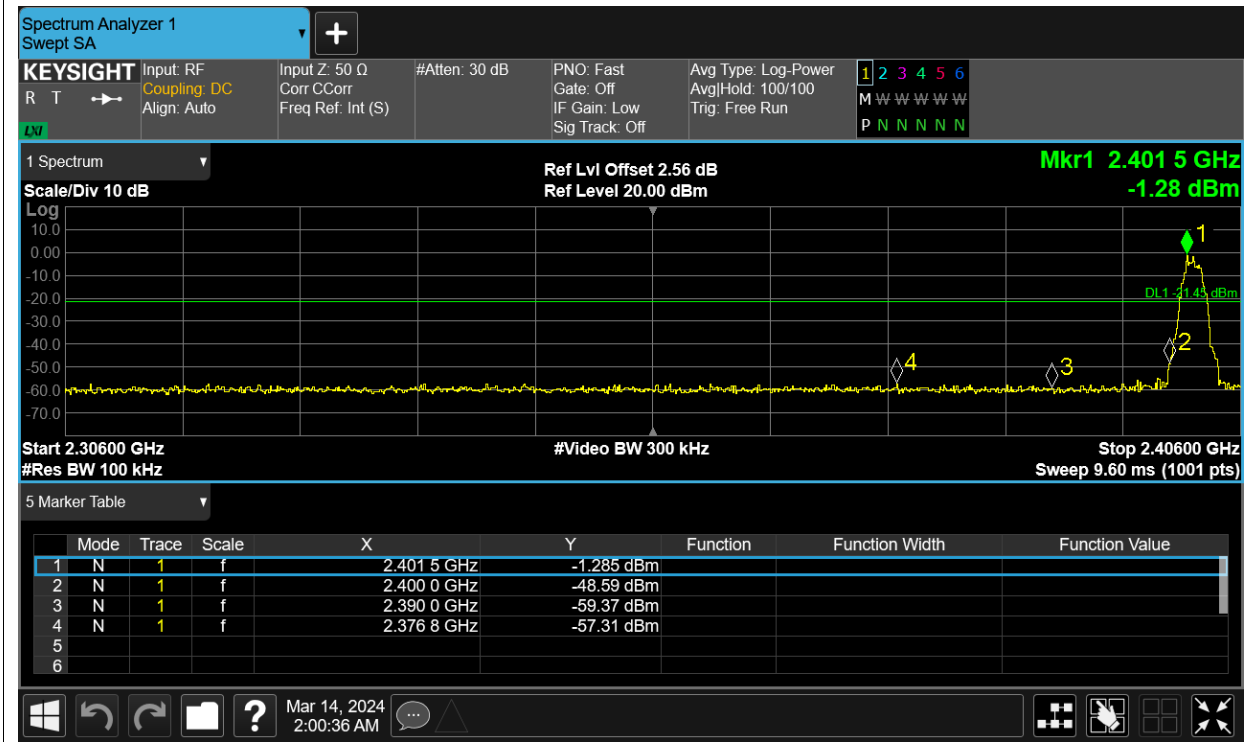 Spectrum Analyzer 1
Swept SA
+
KEYSIGHT
R T
LXI
Input: RF
Coupling: DC
Align: Auto
Input Z: 50 Ω
Corr CCorr
Freq Ref: Int (S)
#Atten: 30 dB
PNO: Fast
Gate: Off
IF Gain: Low
Sig Track: Off
Avg Type: Log-Power
Avg|Hold: 100/100
Trig: Free Run
1 2 3 4 5 6
M W W W W W
P N N N N N
1 Spectrum
Scale/Div 10 dB
Ref Lvl Offset 2.56 dB
Ref Level 20.00 dBm
Mkr1 2.401 5 GHz
-1.28 dBm
Log
10.0
0.00
-10.0
-20.0
-30.0
-40.0
-50.0
-60.0
-70.0
1
DL1 -21.45 dBm
2
4
3
Start 2.30600 GHz
#Video BW 300 kHz
Stop 2.40600 GHz
#Res BW 100 kHz
Sweep 9.60 ms (1001 pts)
5 Marker Table
Mode Trace Scale X Y Function Function Width Function Value
1 N 1 f 2.401 5 GHz -1.285 dBm
2 N 1 f 2.400 0 GHz -48.59 dBm
3 N 1 f 2.390 0 GHz -59.37 dBm
4 N 1 f 2.376 8 GHz -57.31 dBm
5
6
?
Mar 14, 2024
2:00:36 AM